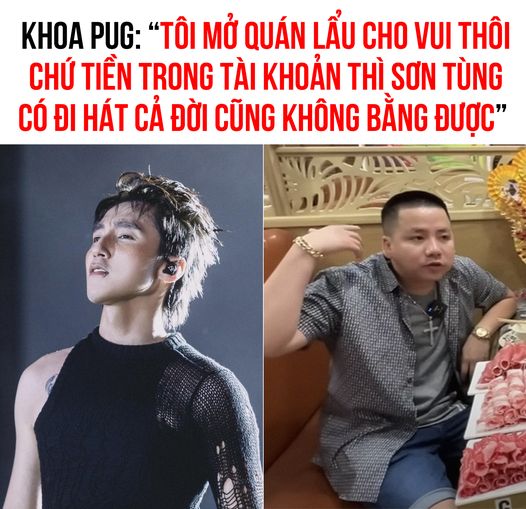 KHOA PUG: “TÔI MỞ QUÁN LẨU CHO VUI THÔI
CHỨ TIỀN TRONG TÀI KHOẢN THÌ SƠN TÙNG
CÓ ĐI HÁT CẢ ĐỜI CŨNG KHÔNG BẰNG ĐƯỢC”